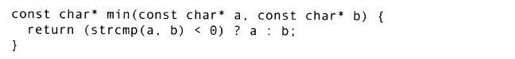 const char* min(const char* a, const char* b) {
  return (strcmp(a, b) < 0) ? a : b;
}